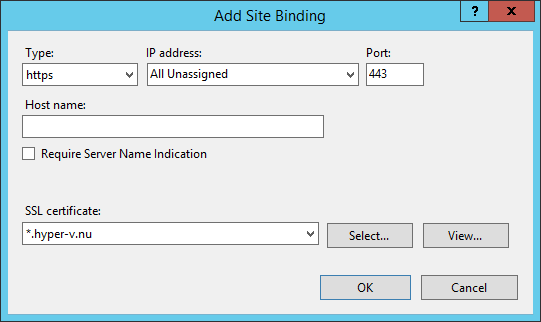 Add Site Binding
? x
Type: IP address: Port:
https All Unassigned 443
Host name:
Require Server Name Indication
SSL certificate:
*.hyper-v.nu Select... View...
OK Cancel